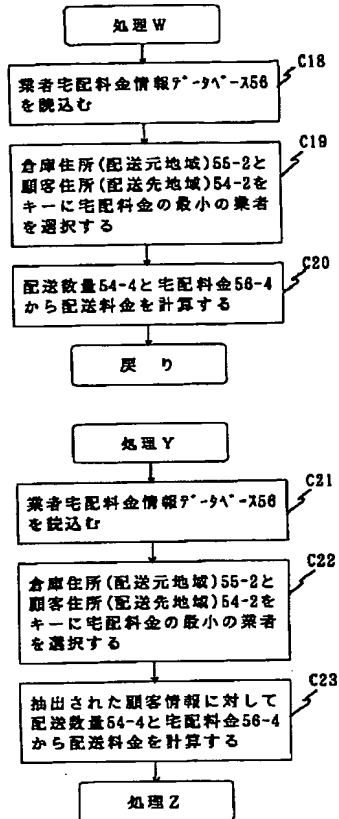 処理W
C18
業者宅配料金情報データベース56
を読込む
C19
倉庫住所(配送元地域)55-2と
顧客住所(配送先地域)54-2を
キーに宅配料金の最小の業者
を選択する
C20
配送数量54-4と宅配料金56-4
から配送料金を計算する
戻り
処理Y
C21
業者宅配料金情報データベース56
を読込む
C22
倉庫住所(配送元地域)55-2と
顧客住所(配送先地域)54-2を
キーに宅配料金の最小の業者
を選択する
C23
抽出された顧客情報に対して
配送数量54-4と宅配料金56-4
から配送料金を計算する
処理Z